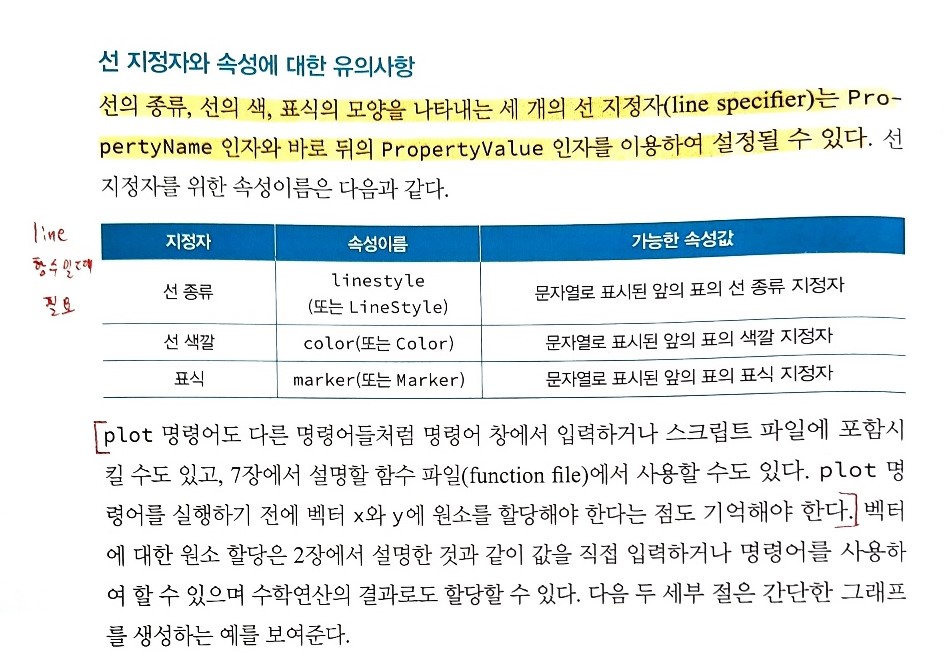 선 지정자와 속성에 대한 유의사항
선의 종류, 선의 색, 표식의 모양을 나타내는 세 개의 선 지정자(line specifier)는 Pro-
pertyName 인자와 바로 뒤의 PropertyValue 인자를 이용하여 설정될 수 있다. 선
지정자를 위한 속성이름은 다음과 같다.
line
함수일때
필요
지정자 속성이름 가능한 속성값
선 종류 linestyle (또는 LineStyle) 문자열로 표시된 앞의 표의 선 종류 지정자
선 색깔 color(또는 Color) 문자열로 표시된 앞의 표의 색깔 지정자
표식 marker(또는 Marker) 문자열로 표시된 앞의 표의 표식 지정자
plot 명령어도 다른 명령어들처럼 명령어 창에서 입력하거나 스크립트 파일에 포함시
킬 수도 있고, 7장에서 설명할 함수 파일(function file)에서 사용할 수도 있다. plot 명
령어를 실행하기 전에 벡터 x와 y에 원소를 할당해야 한다는 점도 기억해야 한다. 벡터
에 대한 원소 할당은 2장에서 설명한 것과 같이 값을 직접 입력하거나 명령어를 사용하
여 할 수 있으며 수학연산의 결과로도 할당할 수 있다. 다음 두 세부 절은 간단한 그래프
를 생성하는 예를 보여준다.